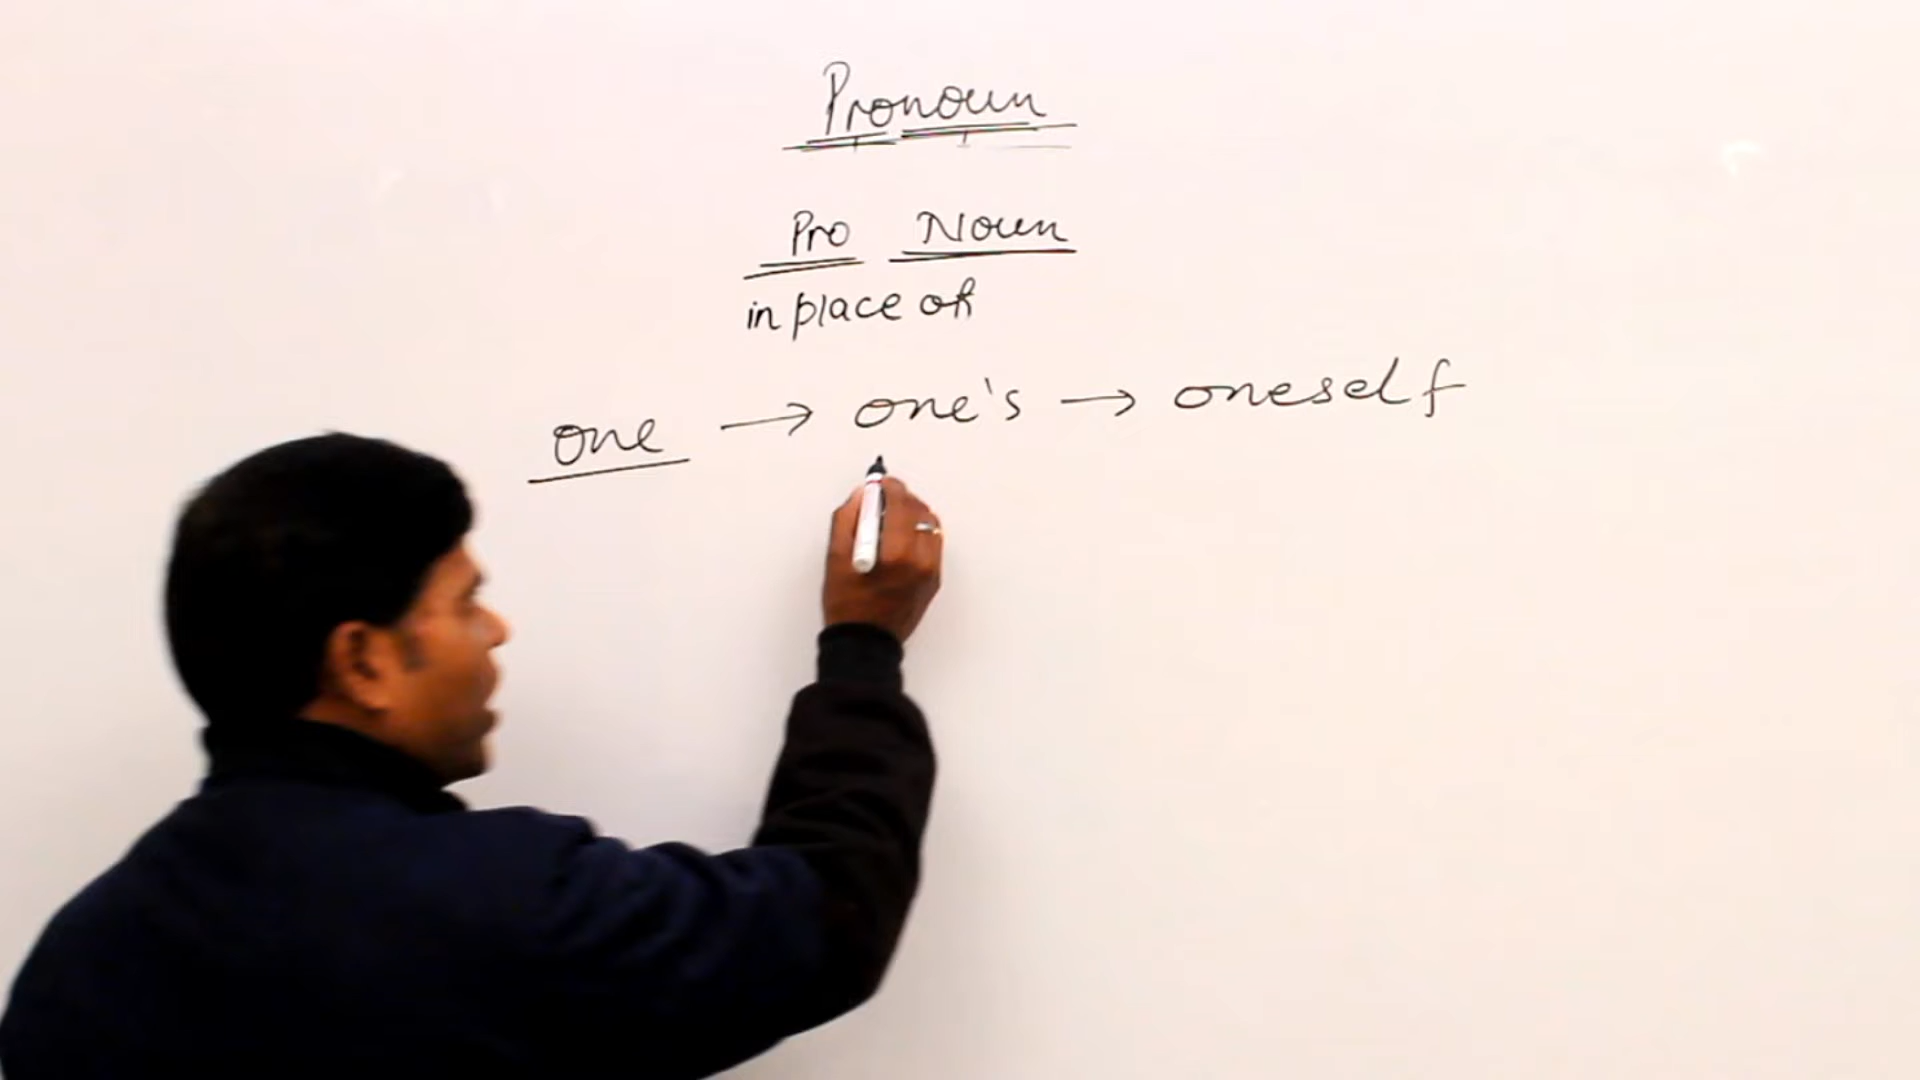 Pronoun
Pro Noun
in place of
one → one's → oneself